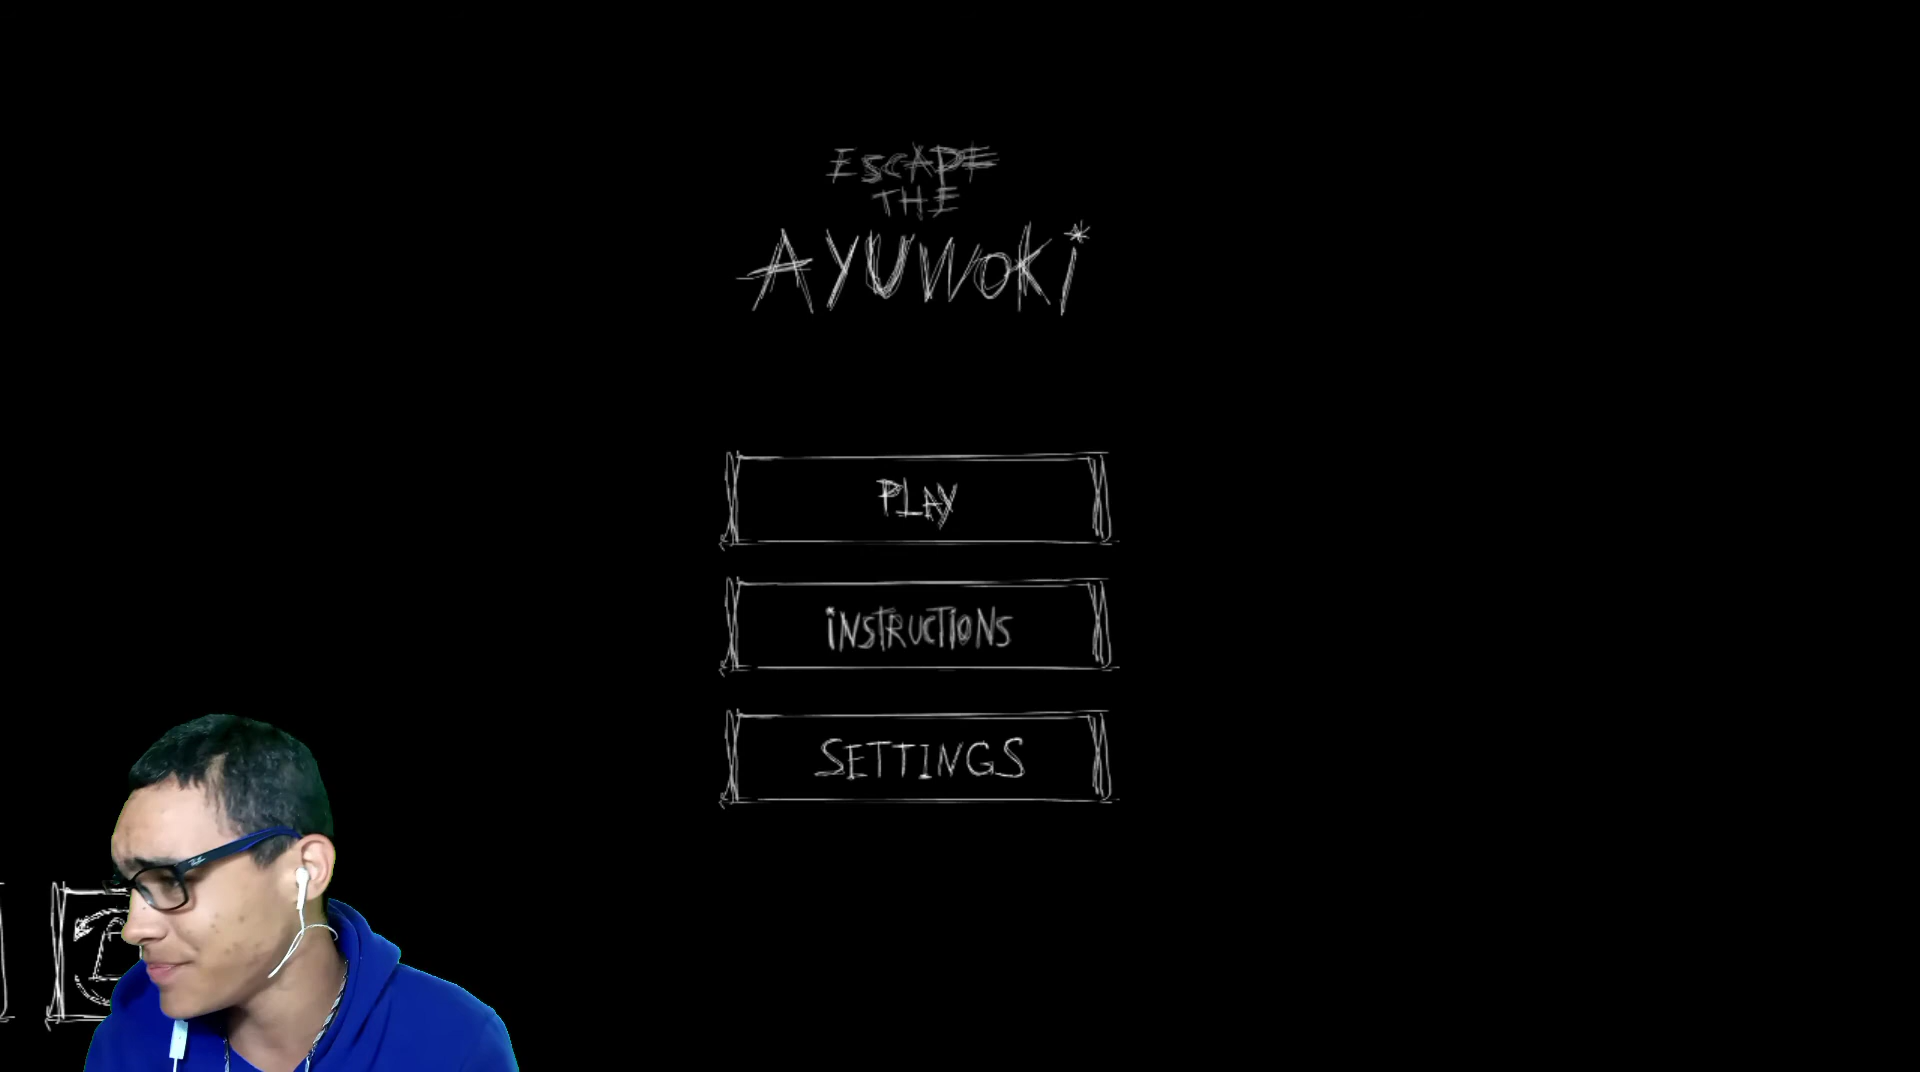 ESCAPE
THE
AYUWOKi
PLAY
iNSTRUCTIONS
SETTINGS